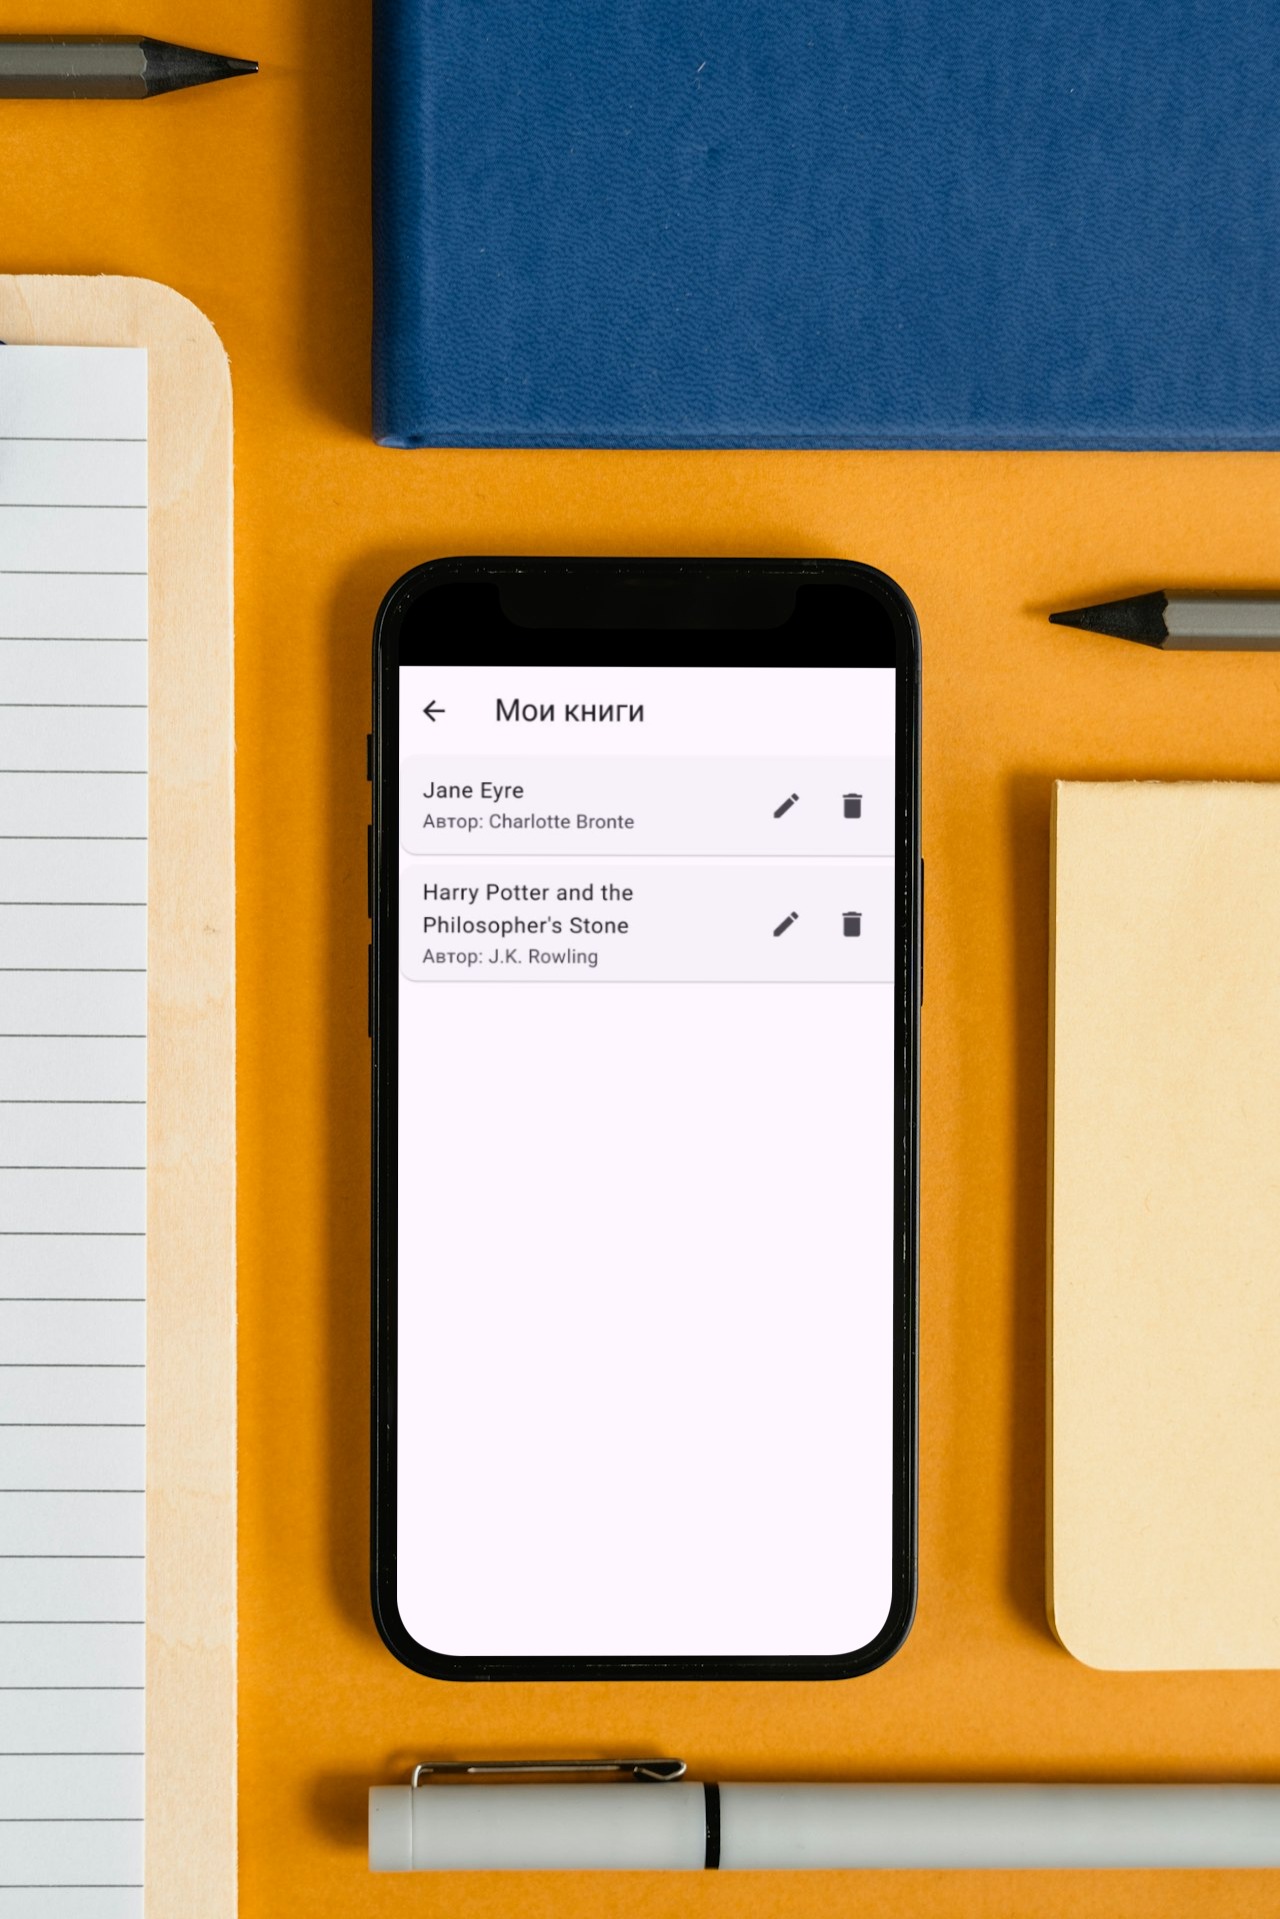 Мои книги
Jane Eyre
Автор: Charlotte Bronte
Harry Potter and the
Philosopher's Stone
Автор: J.K. Rowling